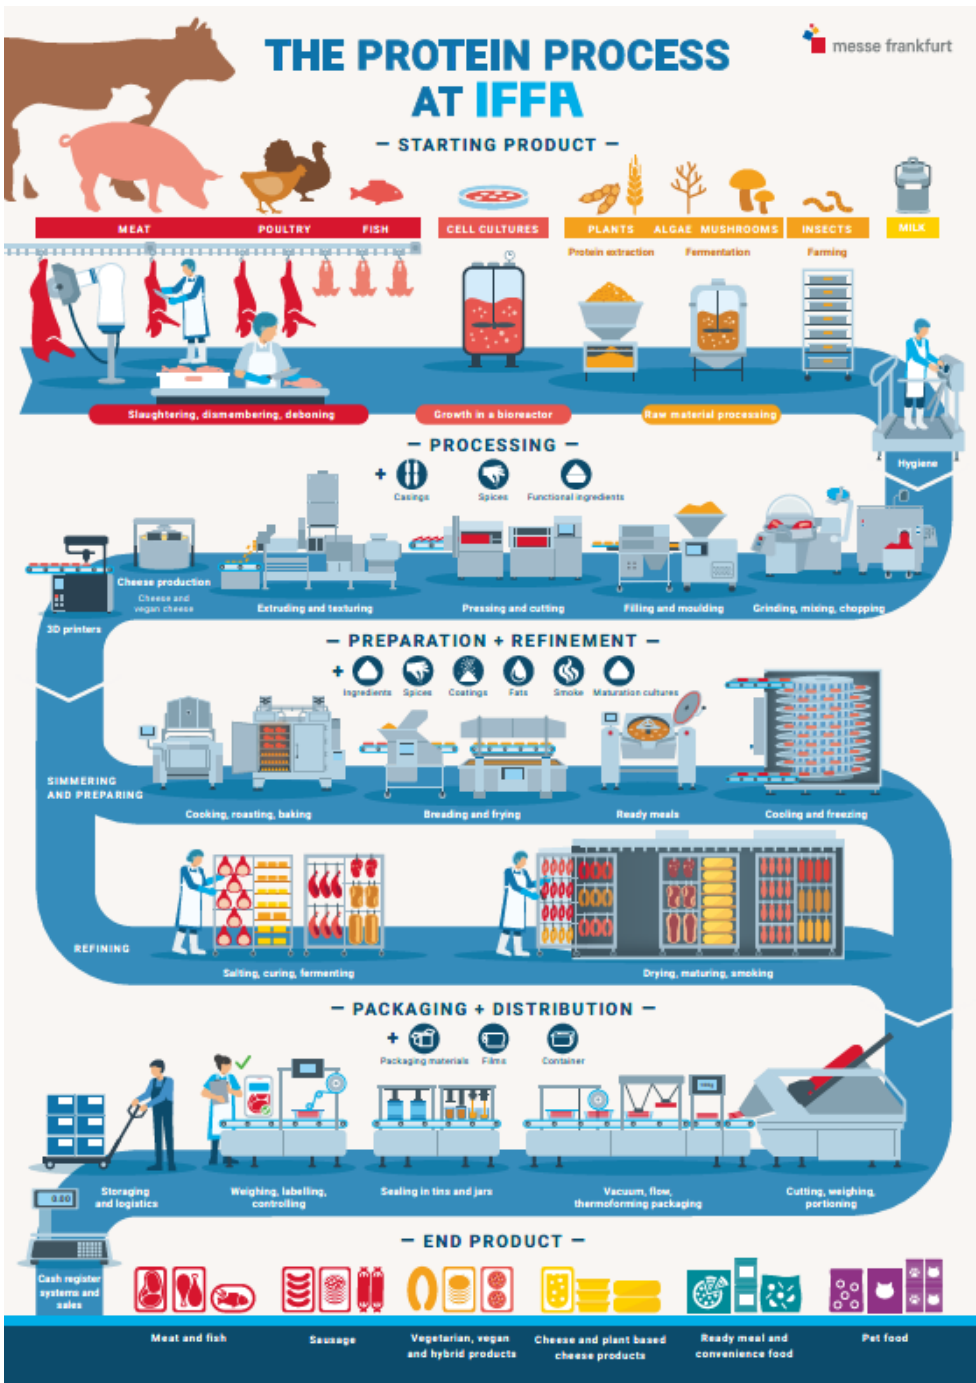 THE PROTEIN PROCESS
AT IFFA
messe frankfurt
— STARTING PRODUCT —
MEAT
POULTRY
FISH
CELL CULTURES
PLANTS
ALGAE
MUSHROOMS
INSECTS
MILK
Protein extraction
Fermentation
Farming
Slaughtering, dismembering, deboning
Growth in a bioreactor
Raw material processing
Hygiene
— PROCESSING —
+
Casings
Spices
Functional ingredients
3D printers
Cheese production
Cheese and
vegan cheese
Extruding and texturing
Pressing and cutting
Filling and moulding
Grinding, mixing, chopping
— PREPARATION + REFINEMENT —
+
Ingredients
Spices
Coatings
Fats
Smoke
Maturation cultures
SIMMERING
AND PREPARING
Cooking, roasting, baking
Breading and frying
Ready meals
Cooling and freezing
REFINING
Salting, curing, fermenting
Drying, maturing, smoking
— PACKAGING + DISTRIBUTION —
+
Packaging materials
Films
Container
Storaging
and logistics
Weighing, labelling,
controlling
Sealing in tins and jars
Vacuum, flow,
thermoforming packaging
Cutting, weighing,
portioning
0.00
Cash register
systems and
sales
— END PRODUCT —
Meat and fish
Sausage
Vegetarian, vegan
and hybrid products
Cheese and plant based
cheese products
Ready meal and
convenience food
Pet food